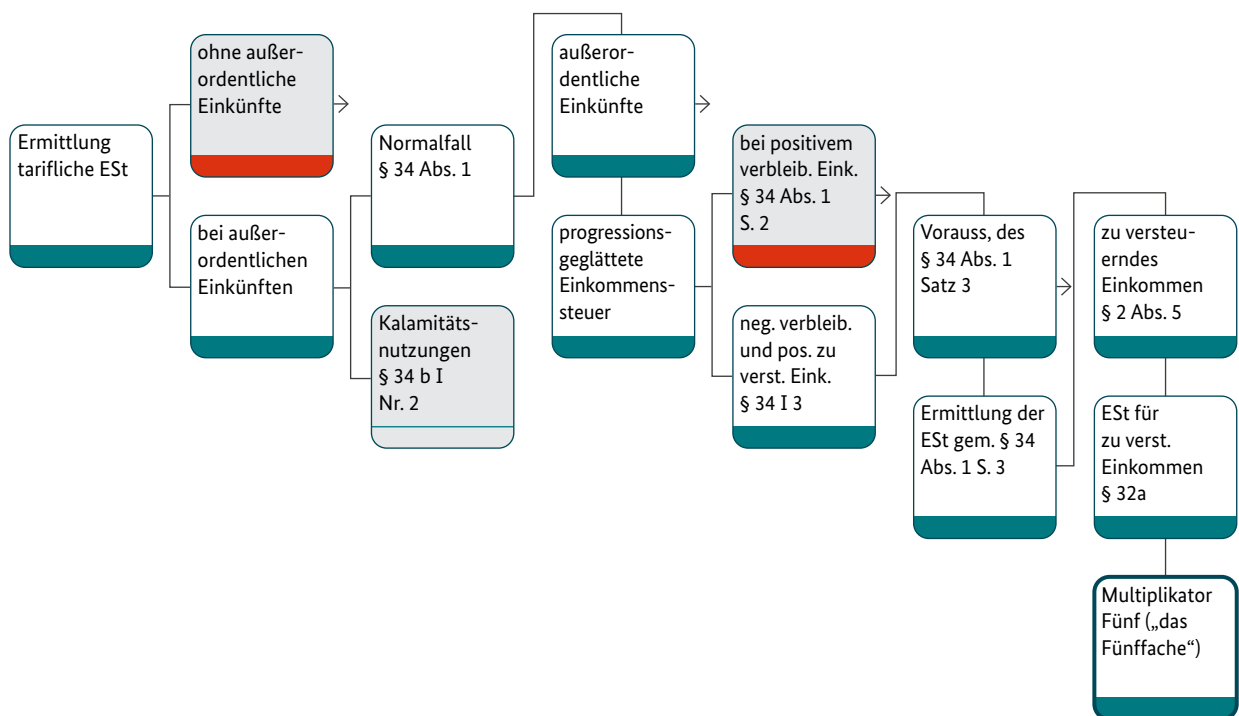 Ermittlung
tarifliche ESt
ohne außer-
ordentliche
Einkünfte
bei außer-
ordentlichen
Einkünften
Normalfall
§ 34 Abs. 1
Kalamitäts-
nutzungen
§ 34 b I
Nr. 2
außeror-
dentliche
Einkünfte
progressions-
geglättete
Einkommens-
steuer
bei positivem
verbleib. Eink.
§ 34 Abs. 1
S. 2
neg. verbleib.
und pos. zu
verst. Eink.
§ 34 I 3
Vorauss, des
§ 34 Abs. 1
Satz 3
Ermittlung der
ESt gem. § 34
Abs. 1 S. 3
zu versteu-
erndes
Einkommen
§ 2 Abs. 5
ESt für
zu verst.
Einkommen
§ 32a
Multiplikator
Fünf („das
Fünffache“)